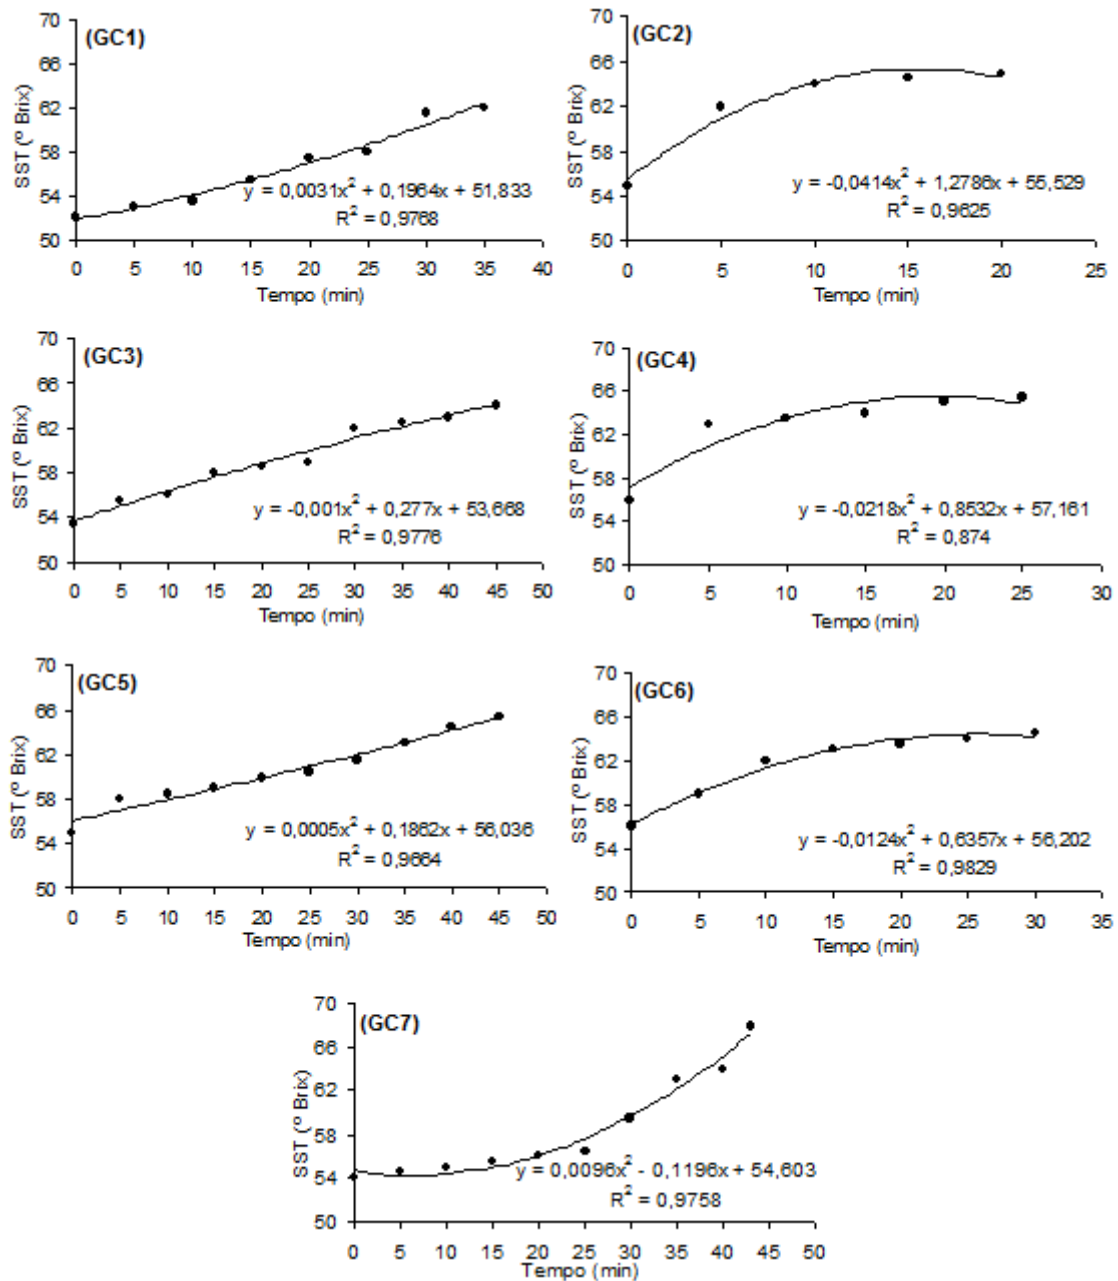 (GC1)
SST (º Brix)
70
66
62
58
54
50
y = 0,0031x² + 0,1964x + 51,833
R² = 0,9768
0 5 10 15 20 25 30 35 40
Tempo (min)
(GC2)
SST (º Brix)
70
66
62
58
54
50
y = -0,0414x² + 1,2786x + 55,529
R² = 0,9625
0 5 10 15 20 25
Tempo (min)
(GC3)
SST (º Brix)
70
66
62
58
54
50
y = -0,001x² + 0,277x + 53,668
R² = 0,9776
0 5 10 15 20 25 30 35 40 45 50
Tempo (min)
(GC4)
SST (º Brix)
70
66
62
58
54
50
y = -0,0218x² + 0,8532x + 57,161
R² = 0,874
0 5 10 15 20 25 30
Tempo (min)
(GC5)
SST (º Brix)
70
66
62
58
54
50
y = 0,0005x² + 0,1862x + 56,036
R² = 0,9664
0 5 10 15 20 25 30 35 40 45 50
Tempo (min)
(GC6)
SST (º Brix)
70
66
62
58
54
50
y = -0,0124x² + 0,6357x + 56,202
R² = 0,9829
0 5 10 15 20 25 30 35
Tempo (min)
(GC7)
SST (º Brix)
70
66
62
58
54
50
y = 0,0096x² - 0,1196x + 54,603
R² = 0,9758
0 5 10 15 20 25 30 35 40 45 50
Tempo (min)